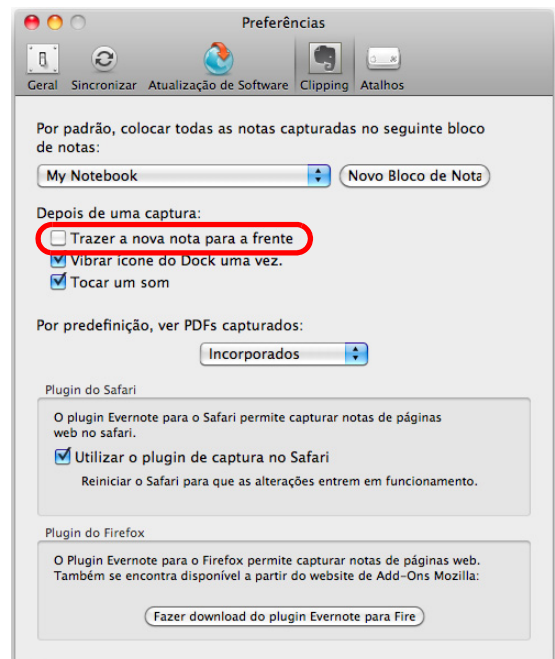 Preferências
Geral Sincronizar Atualização de Software Clipping Atalhos
Por padrão, colocar todas as notas capturadas no seguinte bloco
de notas:
My Notebook Novo Bloco de Nota
Depois de uma captura:
Trazer a nova nota para a frente
Vibrar ícone do Dock uma vez.
Tocar um som
Por predefinição, ver PDFs capturados:
Incorporados
Plugin do Safari
O plugin Evernote para o Safari permite capturar notas de páginas
web no safari.
Utilizar o plugin de captura no Safari
Reiniciar o Safari para que as alterações entrem em funcionamento.
Plugin do Firefox
O Plugin Evernote para o Firefox permite capturar notas de páginas web.
Também se encontra disponível a partir do website de Add-Ons Mozilla:
Fazer download do plugin Evernote para Fire